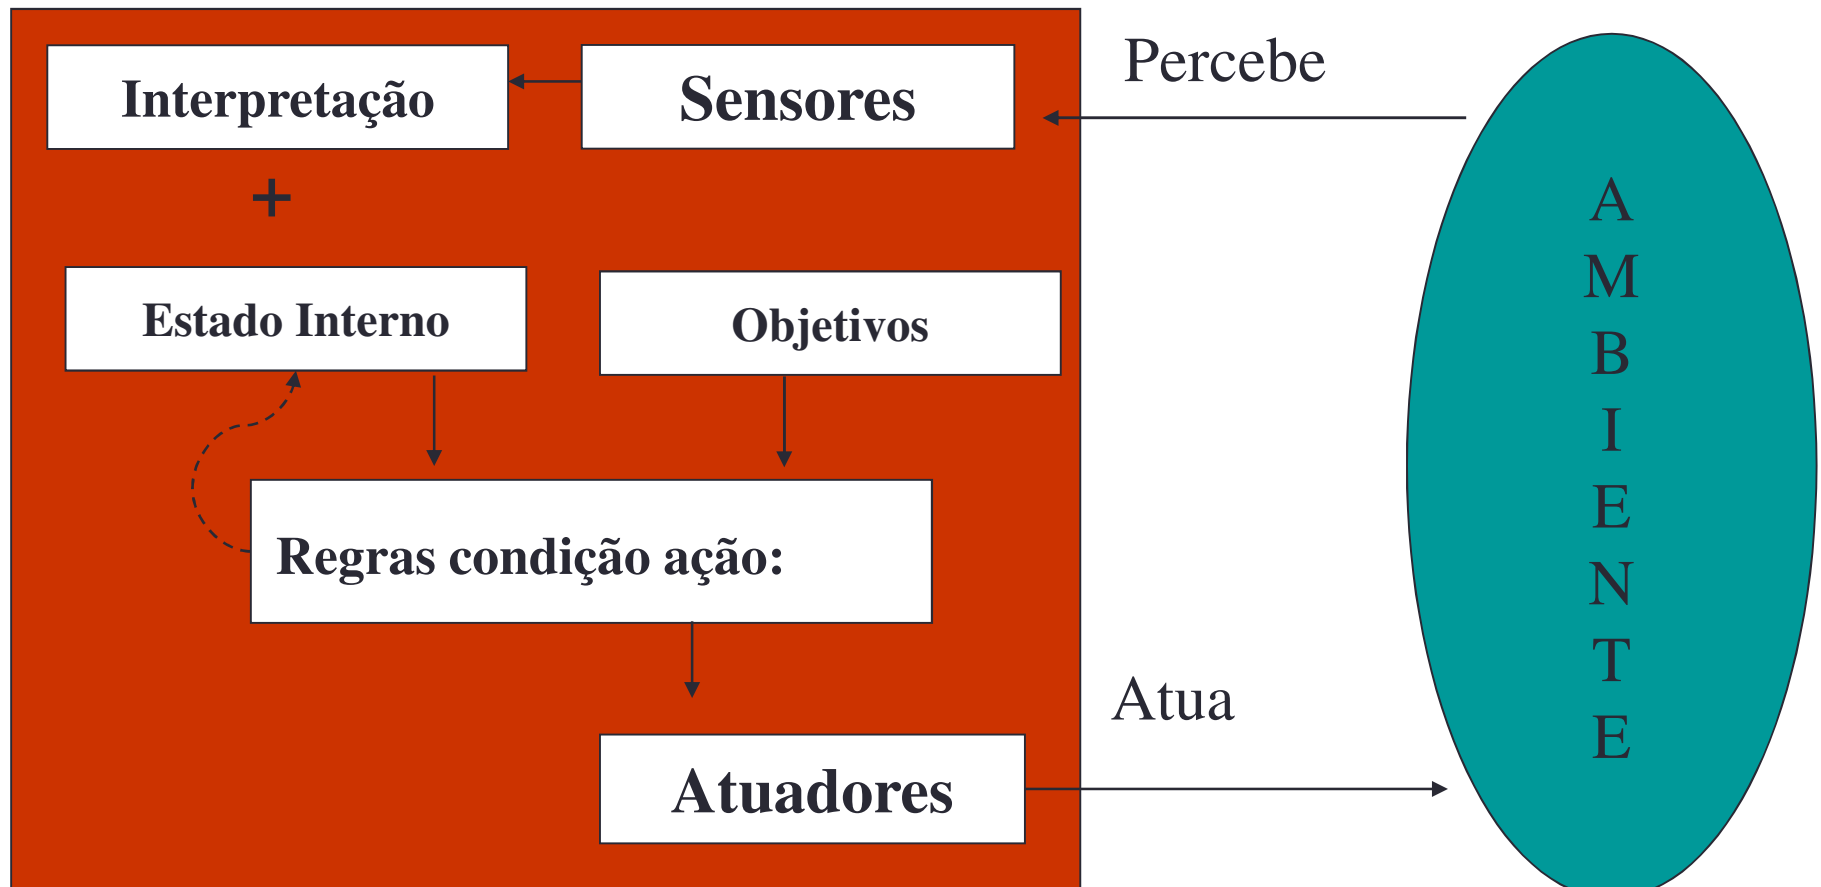 Interpretação
Sensores
Percebe
+
Estado Interno
Objetivos
Regras condição ação:
Atua
Atuadores
A
M
B
I
E
N
T
E